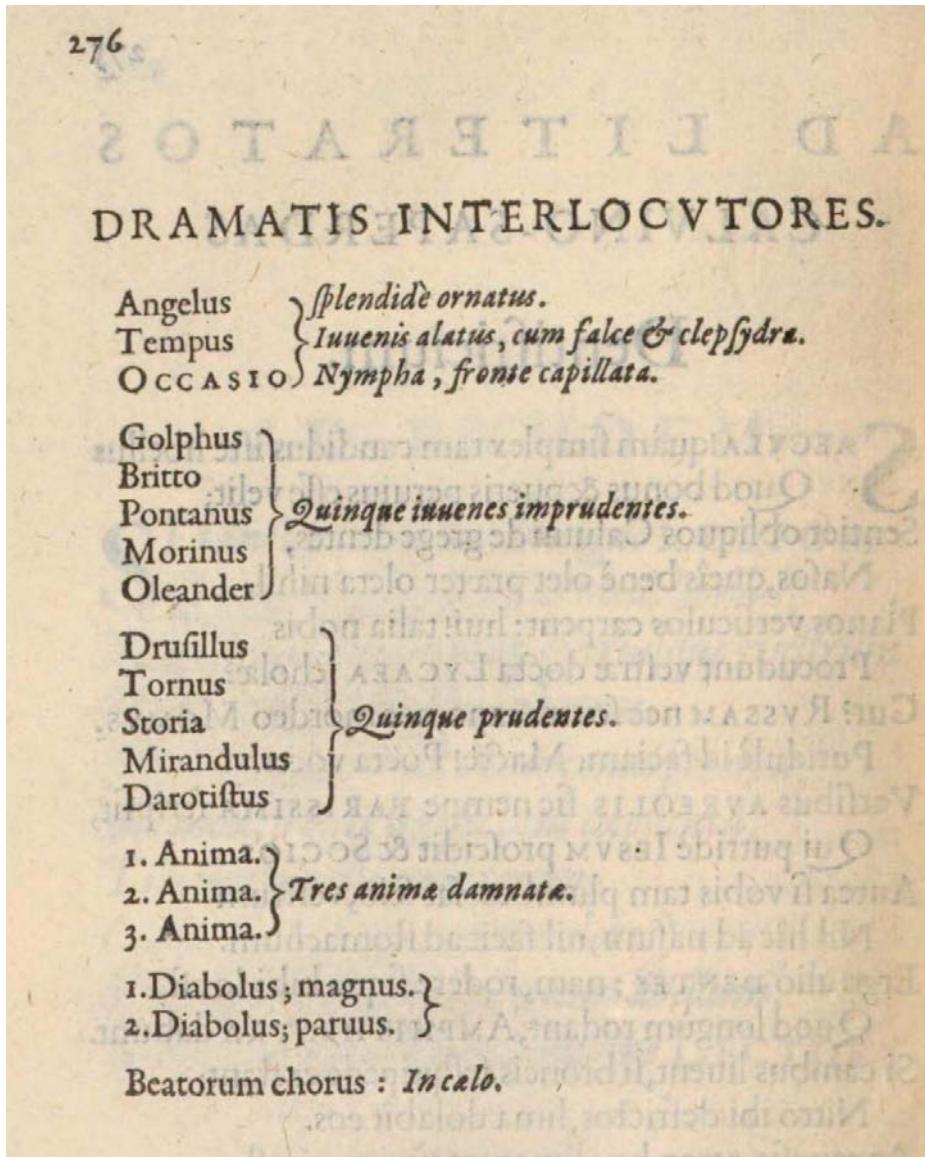 276
DRAMATIS INTERLOCVTORES.
Angelus splendidè ornatus.
Tempus Iuuenis alatus, cum falce & clepsydra.
OCCASIO Nympha, fronte capillata.
Golphus
Britto
Pontanus Quinque iuuenes imprudentes.
Morinus
Oleander
Drusillus
Tornus
Storia Quinque prudentes.
Mirandulus
Darotistus
1. Anima.
2. Anima. Tres animæ damnatæ.
3. Anima.
1. Diabolus; magnus.
2. Diabolus; paruus.
Beatorum chorus : In cælo.